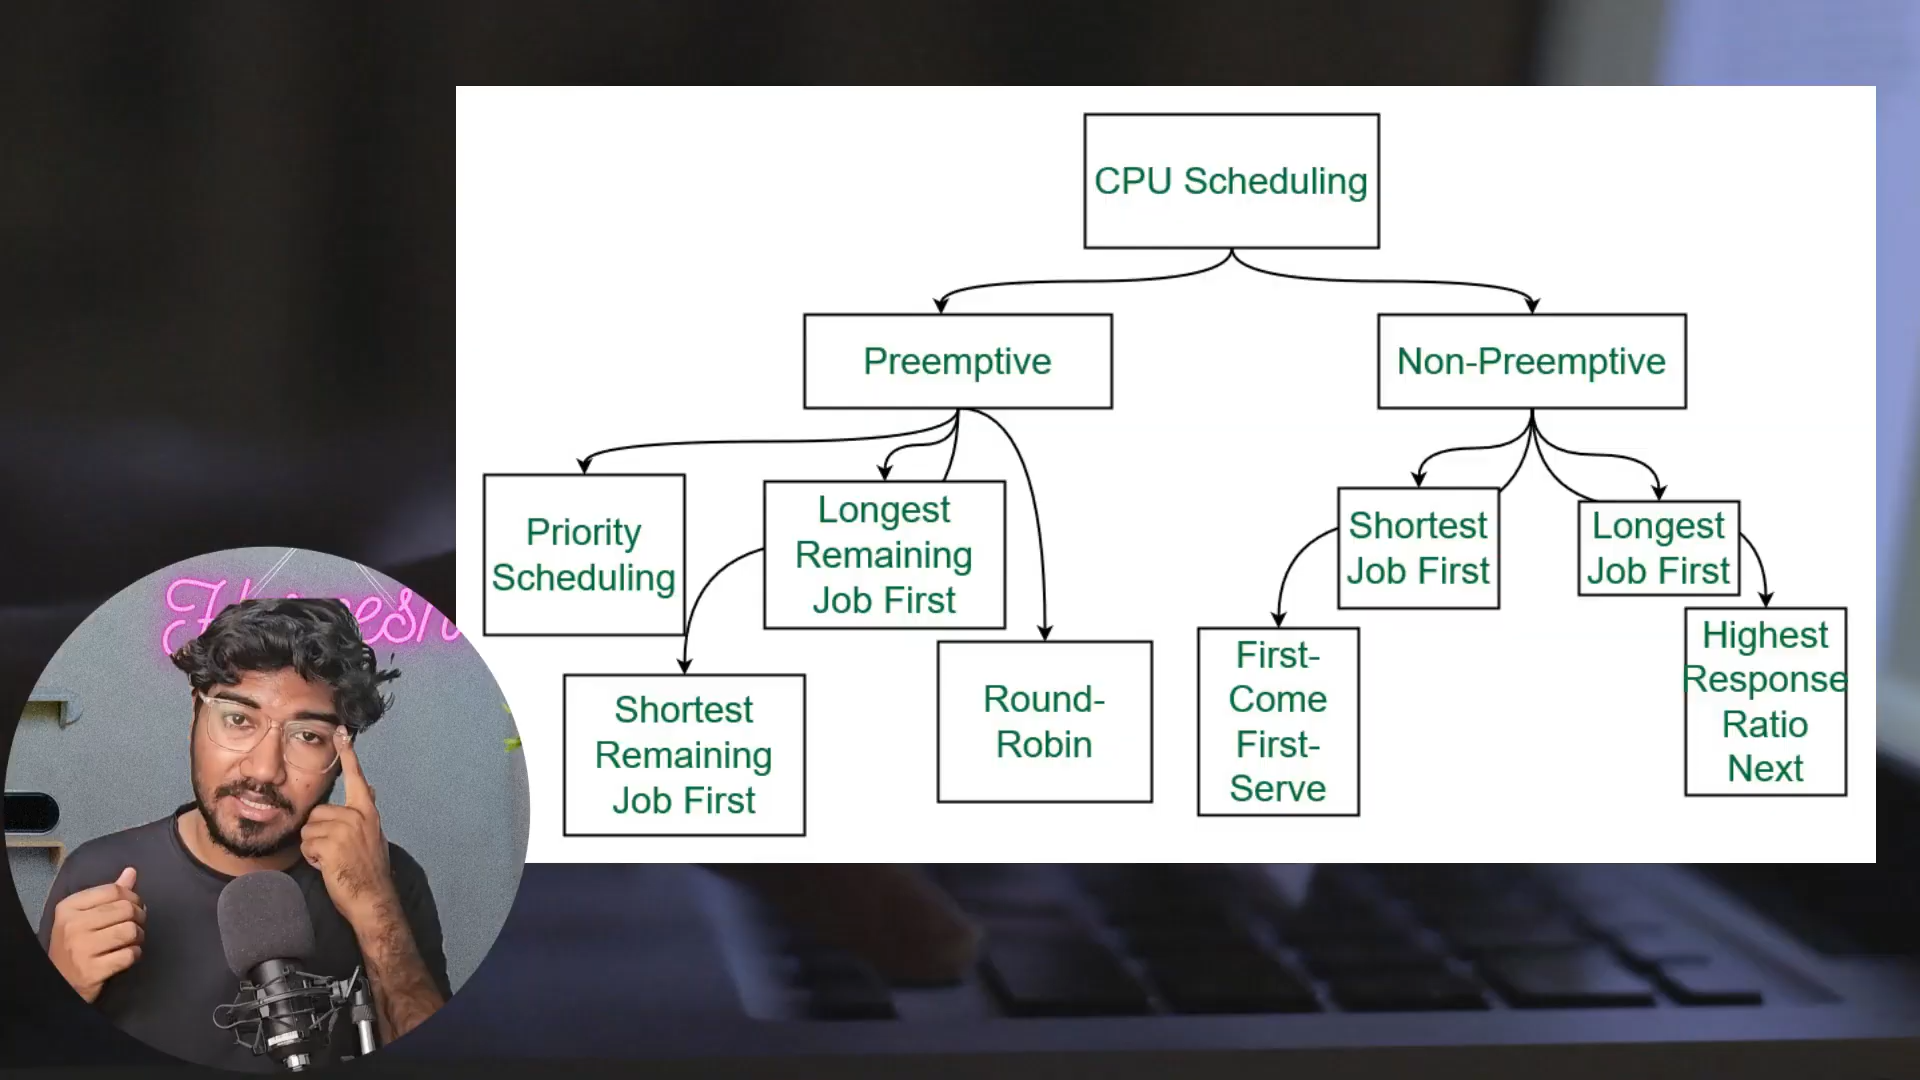 CPU Scheduling
Preemptive
Non-Preemptive
Priority
Scheduling
Longest
Remaining
Job First
Shortest
Job First
Longest
Job First
Shortest
Remaining
Job First
Round-
Robin
First-
Come
First-
Serve
Highest
Response
Ratio
Next